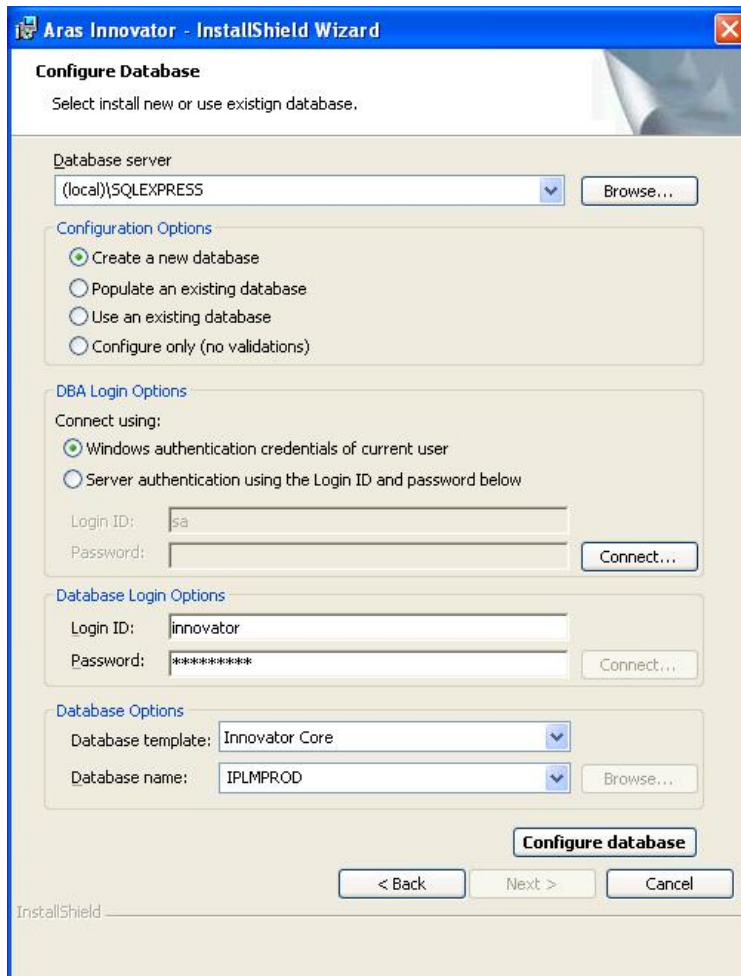 Aras Innovator - InstallShield Wizard
Configure Database
Select install new or use existign database.
Database server
(local)\SQLEXPRESS
Browse...
Configuration Options
Create a new database
Populate an existing database
Use an existing database
Configure only (no validations)
DBA Login Options
Connect using:
Windows authentication credentials of current user
Server authentication using the Login ID and password below
Login ID: sa
Password:
Connect...
Database Login Options
Login ID: innovator
Password: *********
Connect...
Database Options
Database template: Innovator Core
Database name: IPLMPROD
Browse...
Configure database
< Back Next > Cancel
InstallShield